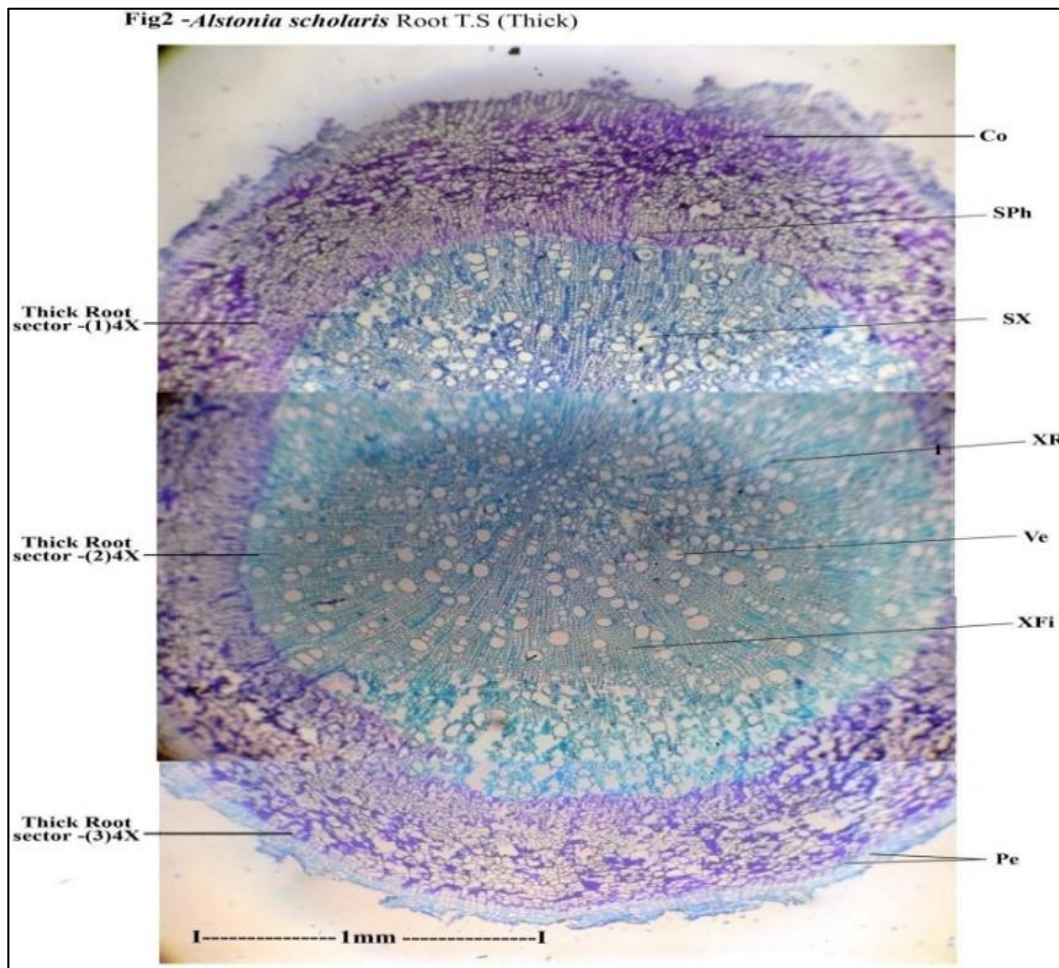 Fig2 -Alstonia scholaris Root T.S (Thick)
Co
SPh
Thick Root
sector -(1)4X
SX
XR
Thick Root
sector -(2)4X
Ve
XFi
Thick Root
sector -(3)4X
Pe
I--------------- 1mm ---------------I